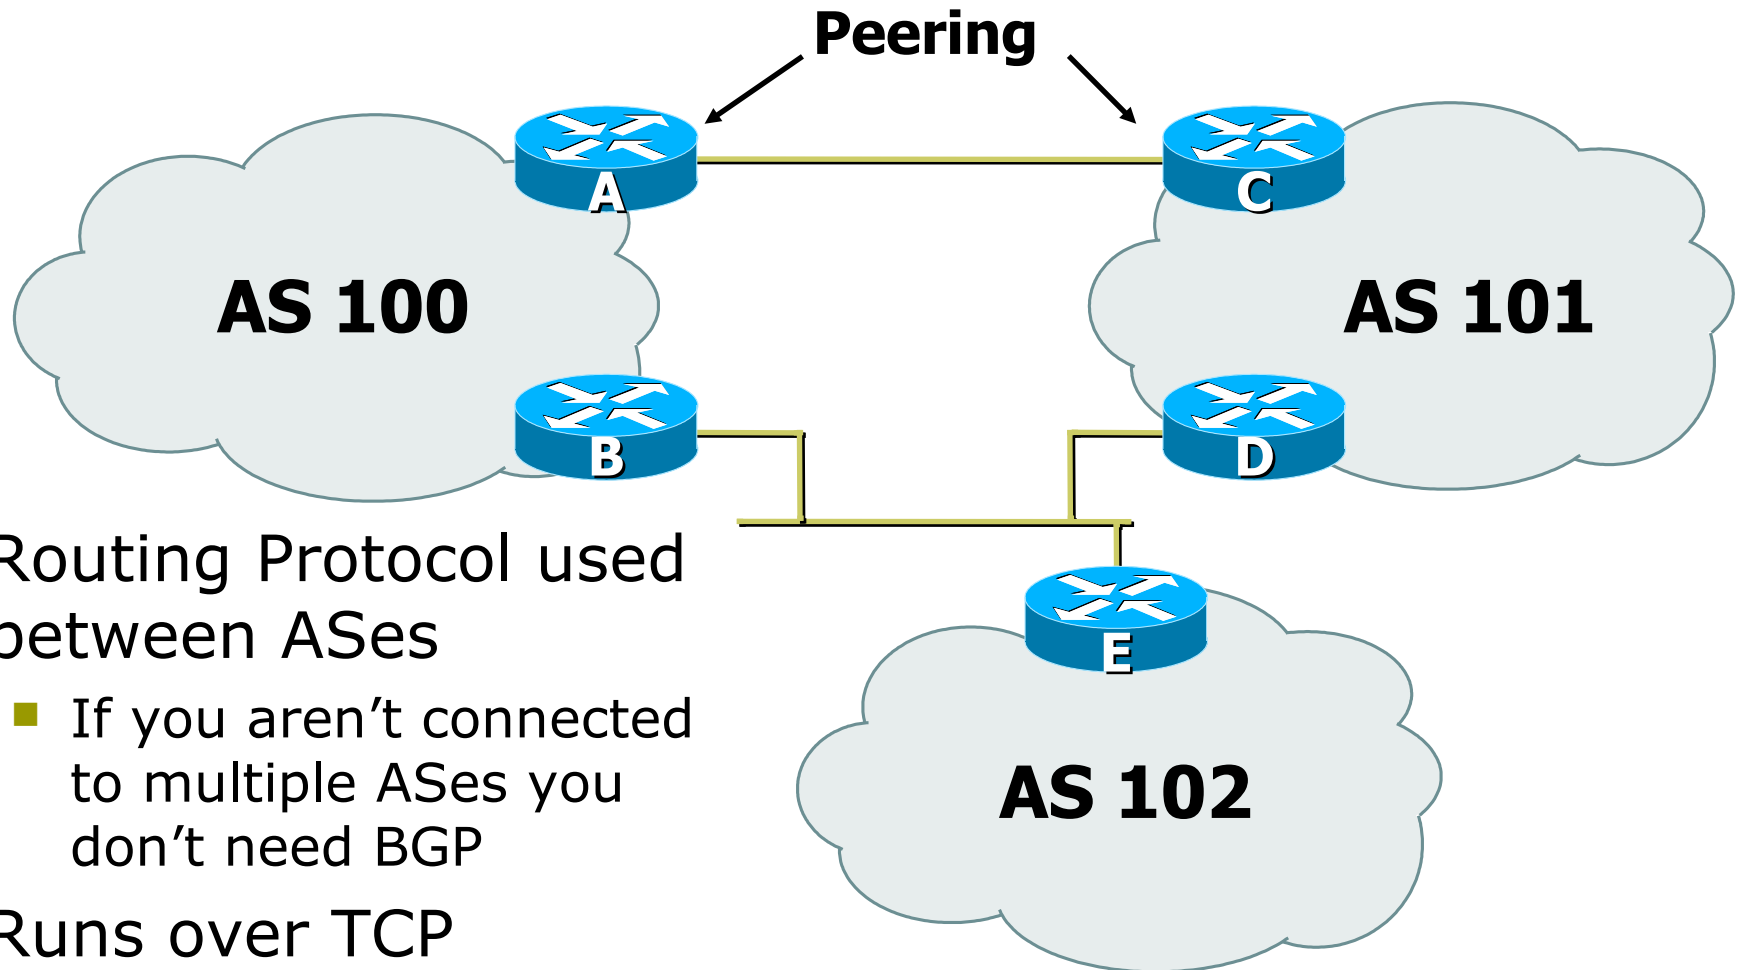 Peering
A
C
AS 100
AS 101
B
D
Routing Protocol used
between ASes
E
If you aren’t connected
to multiple ASes you
don’t need BGP
AS 102
Runs over TCP